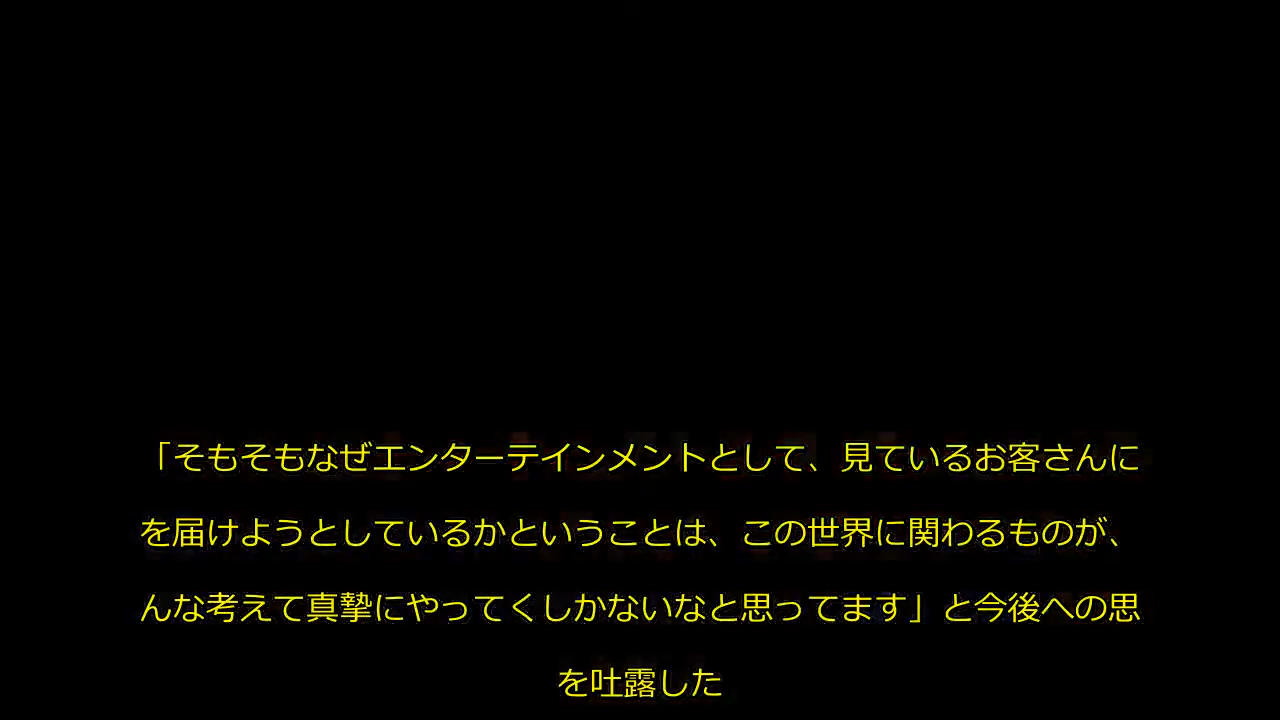 「そもそもなぜエンターテインメントとして、見ているお客さんに
を届けようとしているかということは、この世界に関わるものが、
んな考えて真摯にやってくしかないなと思ってます」と今後への思
を吐露した